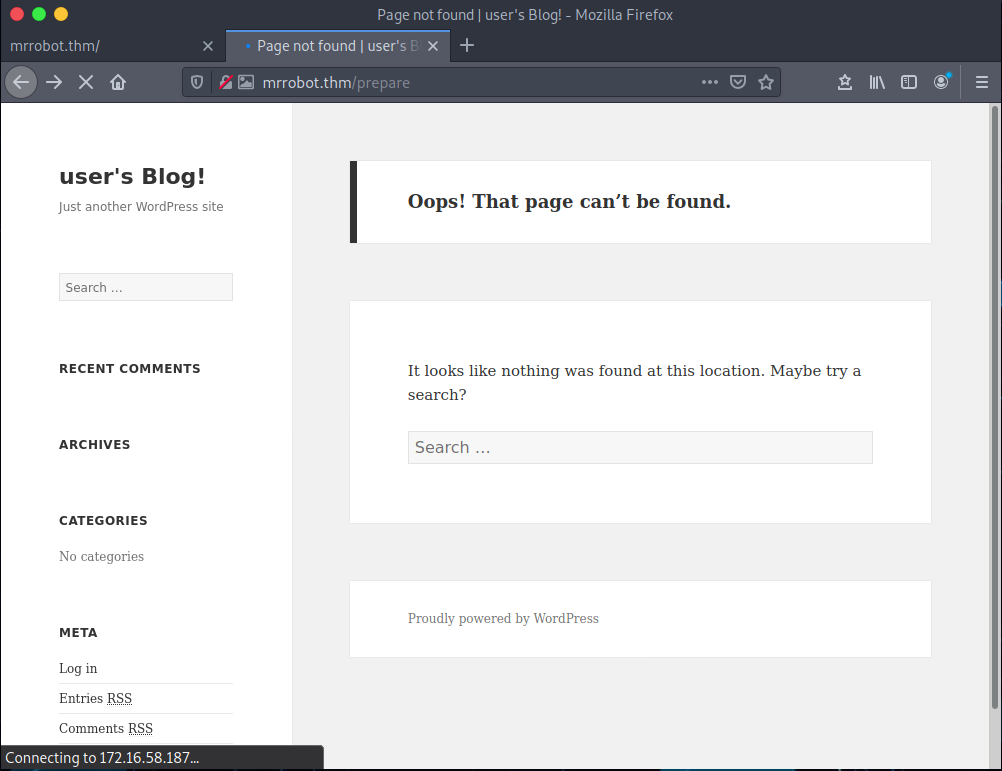 Page not found | user's Blog! - Mozilla Firefox
mrrobot.thm/
Page not found | user's B
mrrobot.thm/prepare
user's Blog!
Just another WordPress site
Search …
RECENT COMMENTS
ARCHIVES
CATEGORIES
No categories
META
Log in
Entries RSS
Comments RSS
Oops! That page can’t be found.
It looks like nothing was found at this location. Maybe try a
search?
Search …
Proudly powered by WordPress
Connecting to 172.16.58.187…